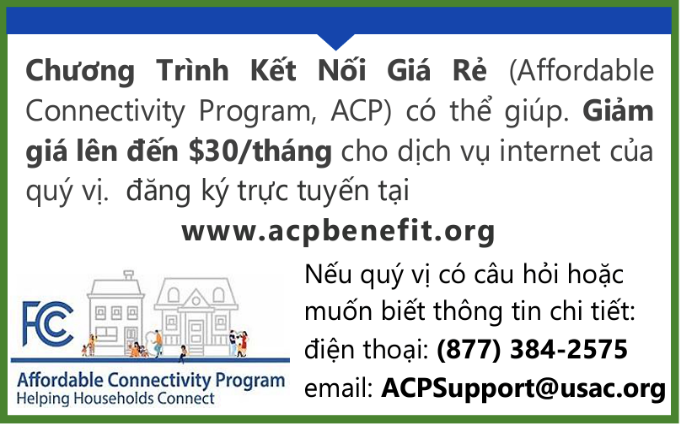 Chương Trình Kết Nối Giá Rẻ (Affordable
Connectivity Program, ACP) có thể giúp. Giảm
giá lên đến $30/tháng cho dịch vụ internet của
quý vị. đăng ký trực tuyến tại
www.acpbenefit.org
Nếu quý vị có câu hỏi hoặc
muốn biết thông tin chi tiết:
điện thoại: (877) 384-2575
email: ACPSupport@usac.org
FCC
Affordable Connectivity Program
Helping Households Connect